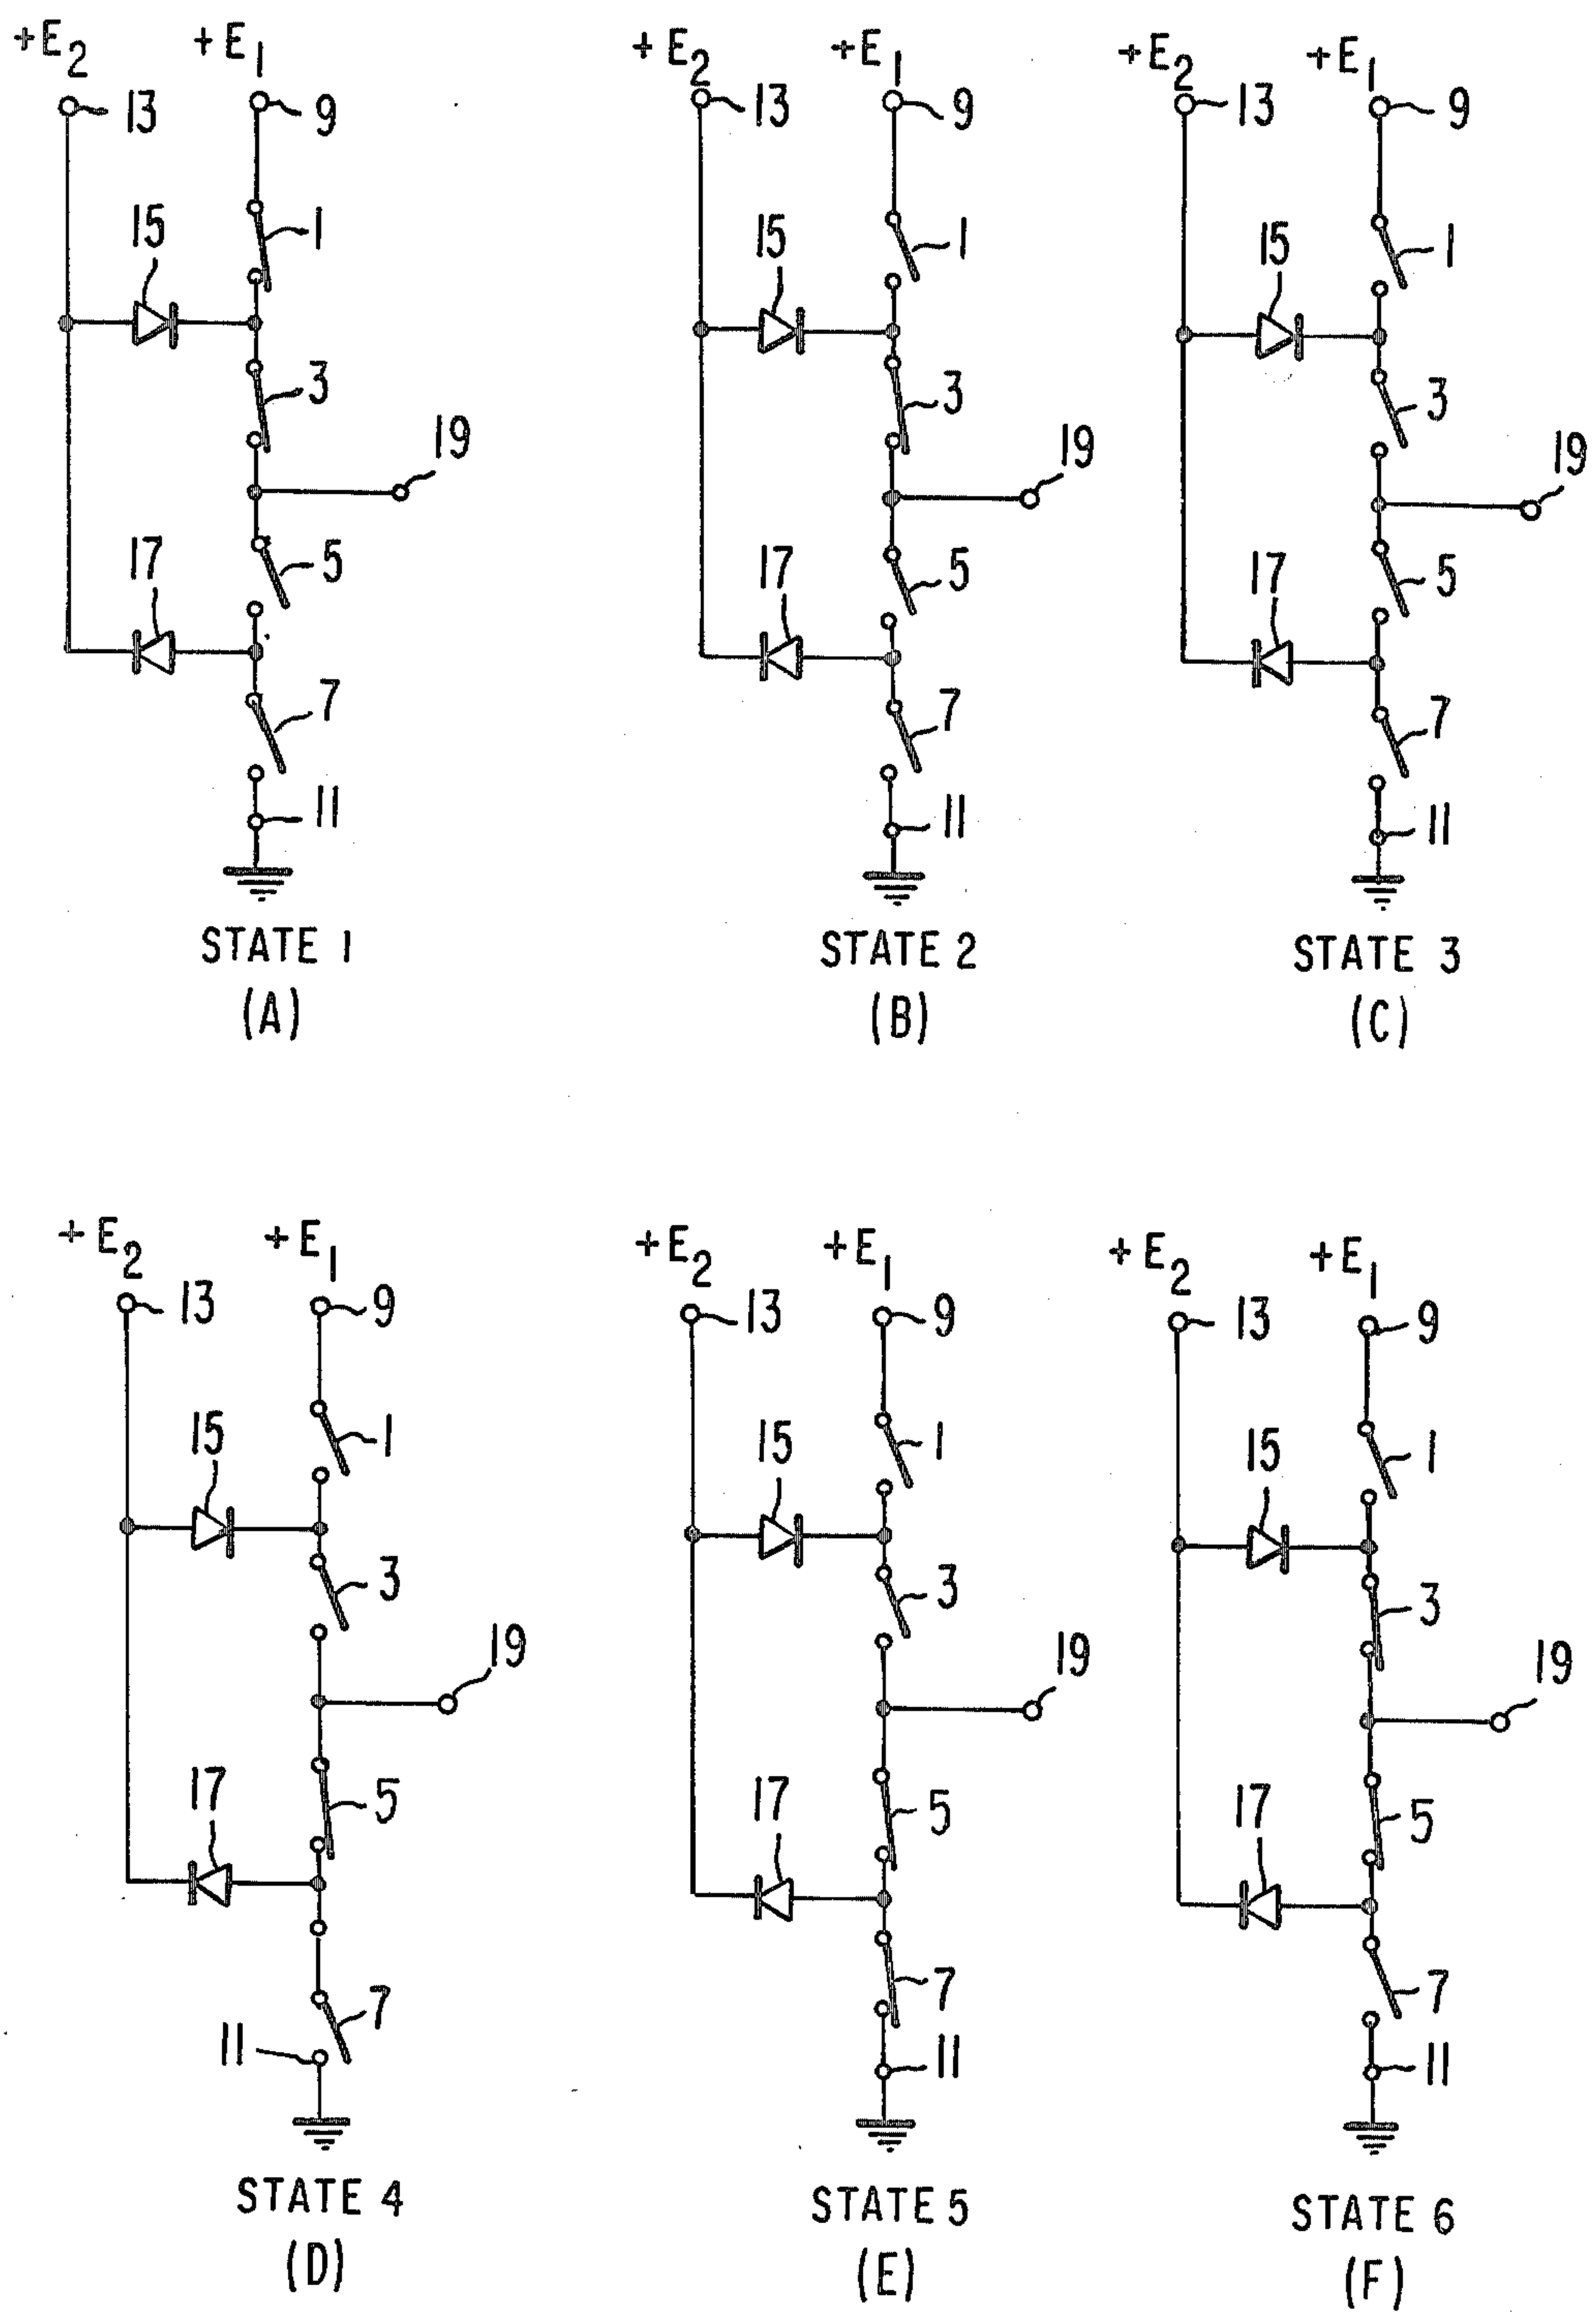 +E2 +E1
13 9
15 1
3
19
17 5
7
11
STATE 1
(A)
+E2 +E1
13 9
15 1
3
19
17 5
7
11
STATE 2
(B)
+E2 +E1
13 9
15 1
3
19
17 5
7
11
STATE 3
(C)
+E2 +E1
13 9
15 1
3
19
17 5
7
11
STATE 4
(D)
+E2 +E1
13 9
15 1
3
19
17 5
7
11
STATE 5
(E)
+E2 +E1
13 9
15 1
3
19
17 5
7
11
STATE 6
(F)